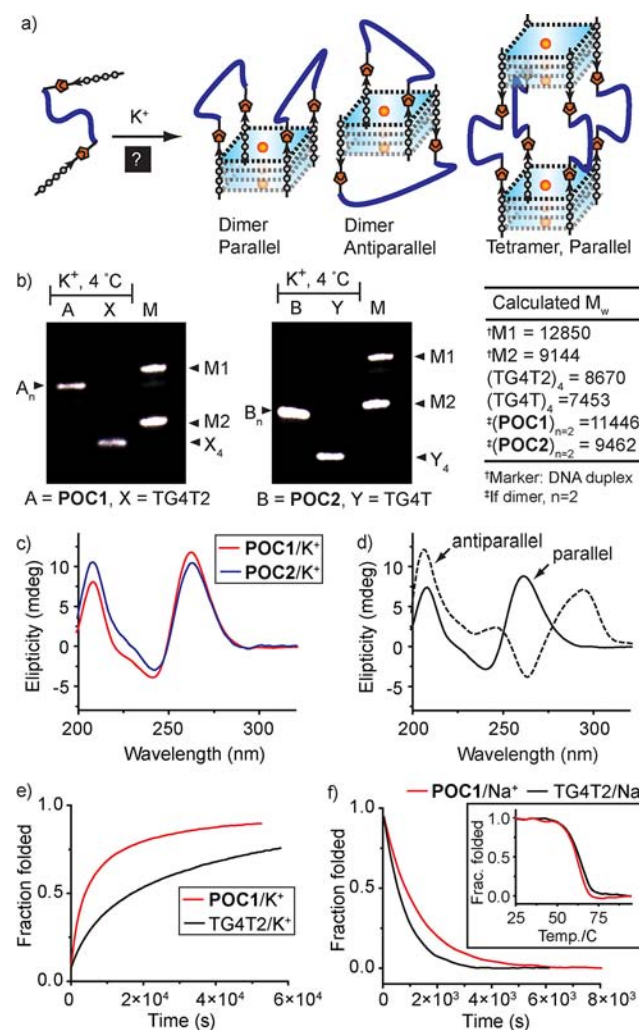 a)
K⁺
?
Dimer
Parallel
Dimer
Antiparallel
Tetramer, Parallel
b)
K⁺, 4 °C
A X M
M1
Aₙ
M2
X₄
A = POC1, X = TG4T2
K⁺, 4 °C
B Y M
M1
Bₙ
M2
Y₄
B = POC2, Y = TG4T
Calculated M_w
†M1 = 12850
†M2 = 9144
(TG4T2)₄ = 8670
(TG4T)₄ =7453
‡(POC1)ₙ₌₂=11446
‡(POC2)ₙ₌₂=9462
†Marker: DNA duplex
‡If dimer, n=2
c)
POC1/K⁺
POC2/K⁺
Elipticity (mdeg)
10
5
0
-5
200 250 300
Wavelength (nm)
d)
antiparallel
parallel
Elipticity (mdeg)
10
5
0
-5
200 250 300
Wavelength (nm)
e)
Fraction folded
1.0
0.5
0.0
POC1/K⁺
TG4T2/K⁺
0 2×10⁴ 4×10⁴ 6×10⁴
Time (s)
f)
POC1/Na⁺ TG4T2/Na
Fraction folded
1.0
0.5
0.0
Frac. folded
1.0
0.5
0.0
25 50 75
Temp./C
0 2×10³ 4×10³ 6×10³ 8×10³
Time (s)